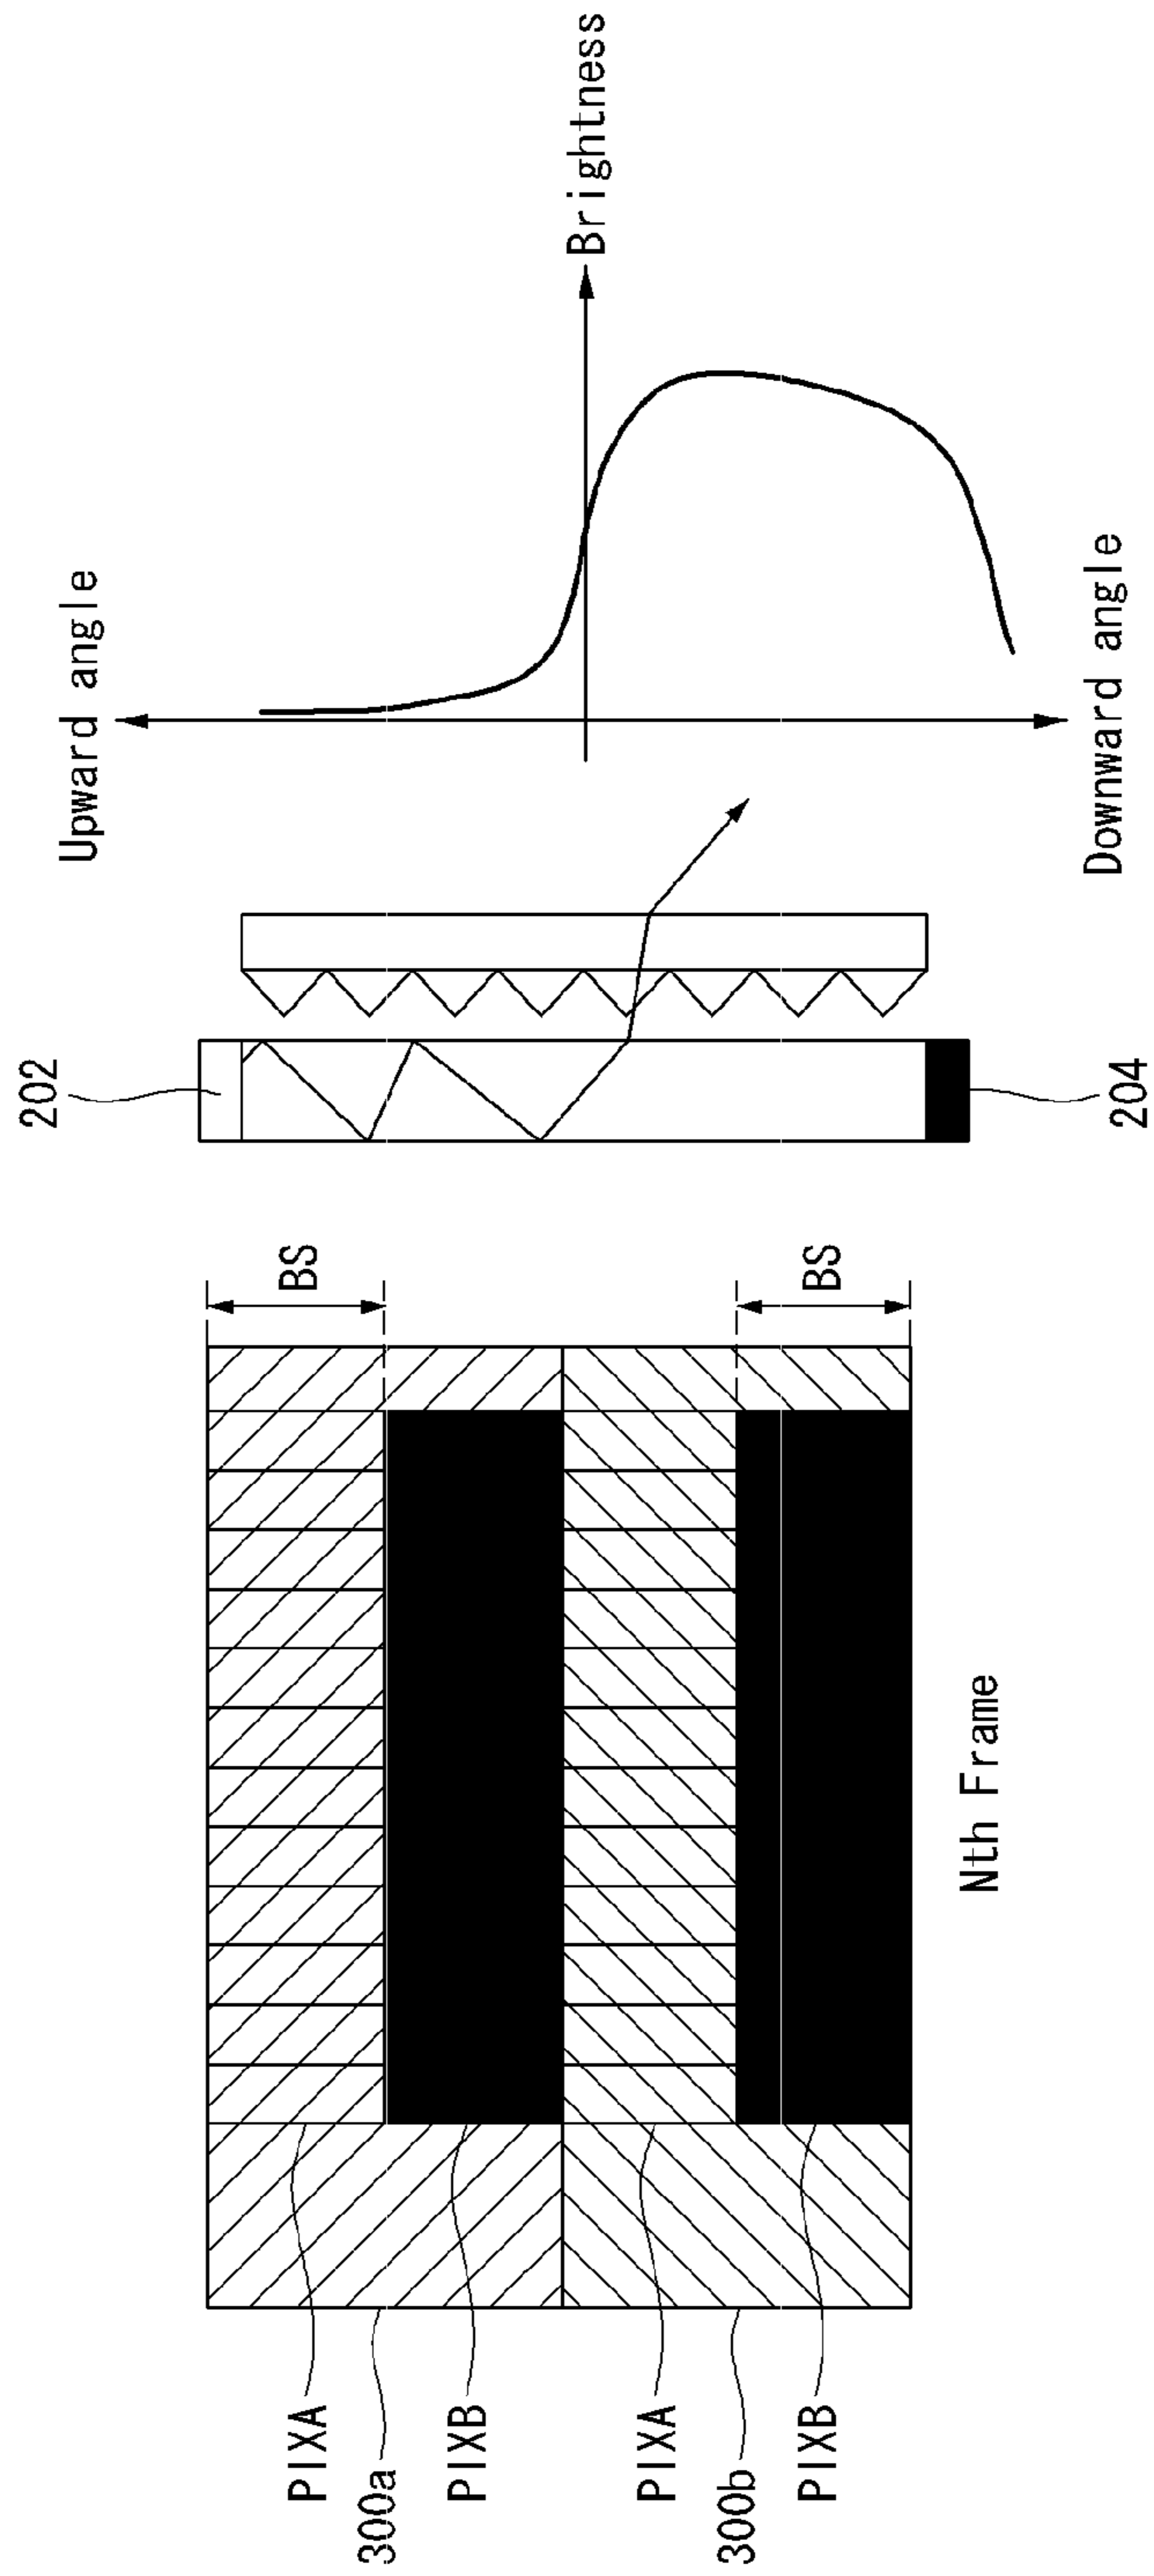 Upward angle
Brightness
Downward angle
202
204
BS
BS
PIXA
300a
PIXB
PIXA
300b
PIXB
Nth Frame